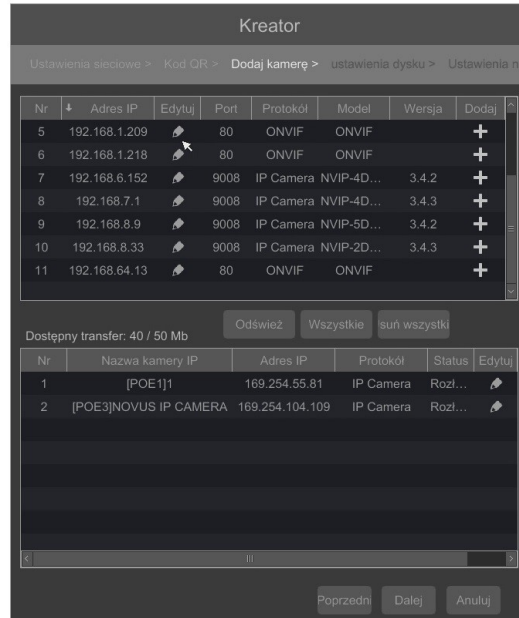 Kreator
Ustawienia sieciowe > Kod QR > Dodaj kamerę > ustawienia dysku > Ustawienia n
Nr Adres IP Edytuj Port Protokół Model Wersja Dodaj
5 192.168.1.209 80 ONVIF ONVIF
6 192.168.1.218 80 ONVIF ONVIF
7 192.168.6.152 9008 IP Camera NVIP-4D... 3.4.2
8 192.168.7.1 9008 IP Camera NVIP-4D... 3.4.3
9 192.168.8.9 9008 IP Camera NVIP-5D... 3.4.2
10 192.168.8.33 9008 IP Camera NVIP-2D... 3.4.3
11 192.168.64.13 80 ONVIF ONVIF
Odśwież Wszystkie suń wszystki
Dostępny transfer: 40 / 50 Mb
Nr Nazwa kamery IP Adres IP Protokół Status Edytuj
1 [POE1]1 169.254.55.81 IP Camera Rozł...
2 [POE3]NOVUS IP CAMERA 169.254.104.109 IP Camera Rozł...
Poprzedni Dalej Anuluj